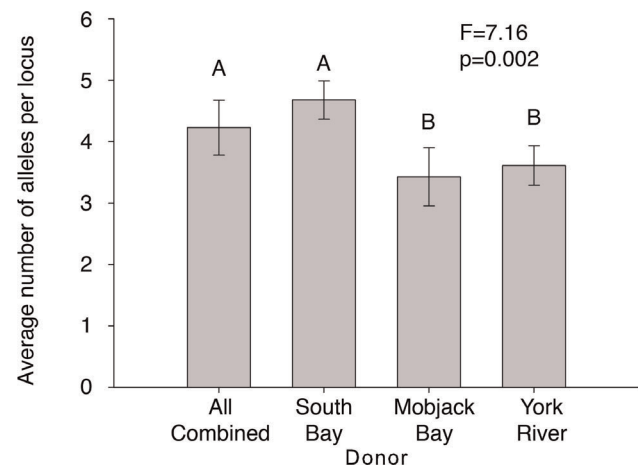 Average number of alleles per locus
6
5
4
3
2
1
0
F=7.16
p=0.002
A
A
B
B
All
Combined
South
Bay
Mobjack
Bay
York
River
Donor